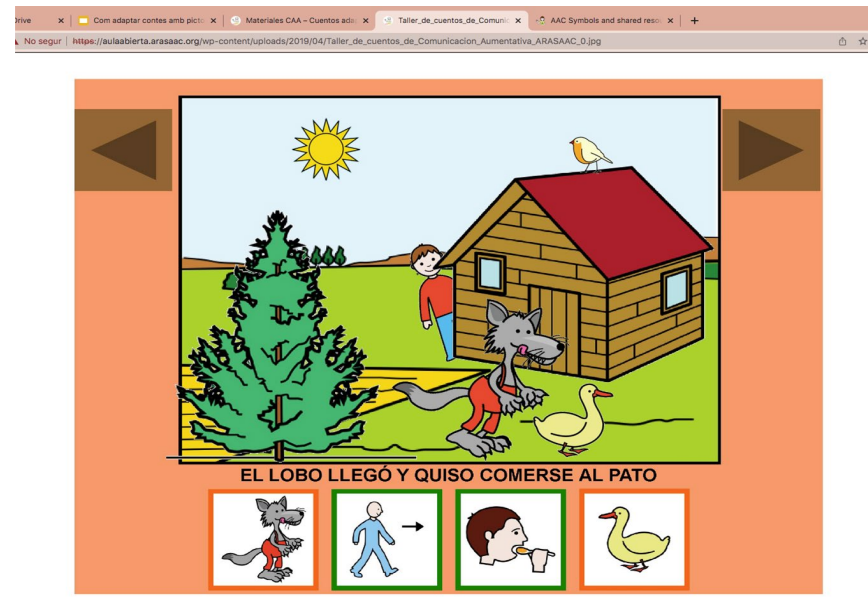 Drive
Com adaptar contes amb picto
Materiales CAA – Cuentos ada
Taller_de_cuentos_de_Comunic
AAC Symbols and shared reso
No segur
https://aulaabierta.arasaac.org/wp-content/uploads/2019/04/Taller_de_cuentos_de_Comunicacion_Aumentativa_ARASAAC_0.jpg
EL LOBO LLEGÓ Y QUISO COMERSE AL PATO